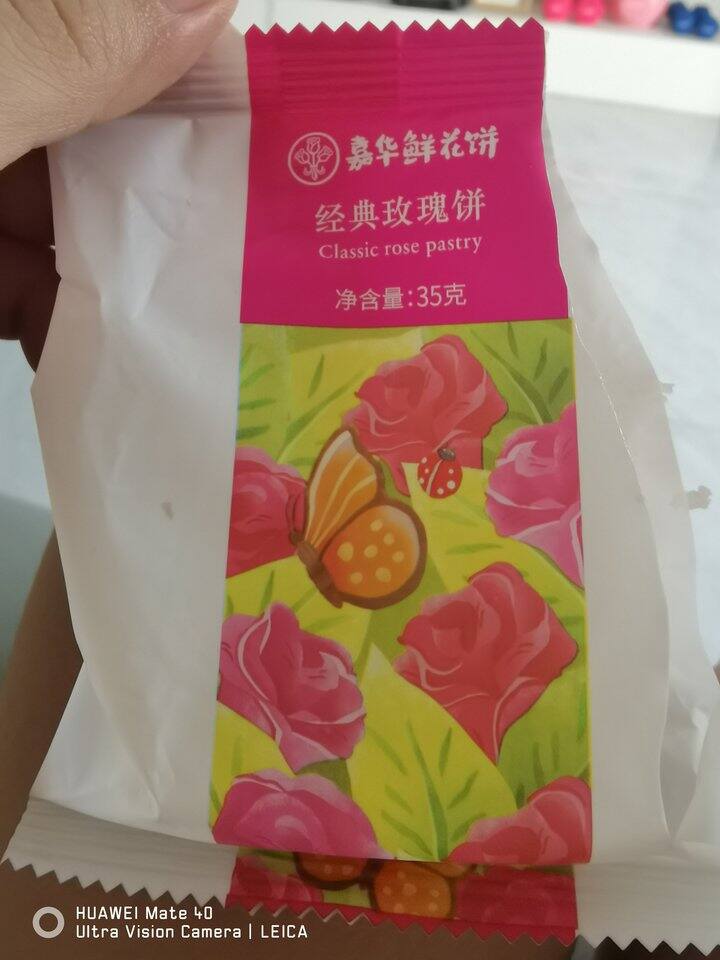 嘉华鲜花饼
经典玫瑰饼
Classic rose pastry
净含量:35克
HUAWEI Mate 40
Ultra Vision Camera | LEICA